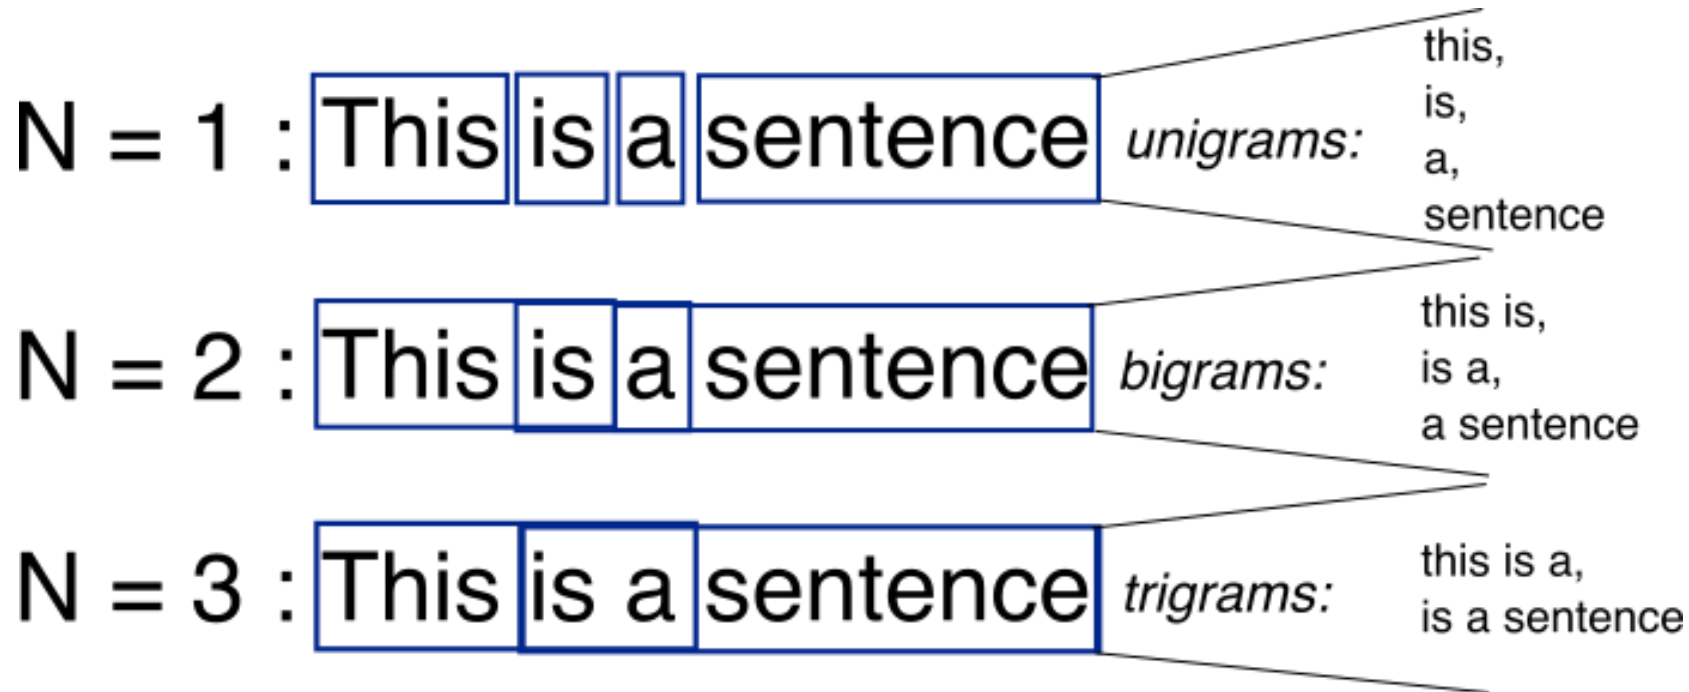 N = 1 : This is a sentence unigrams:
this,
is,
a,
sentence
N = 2 : This is a sentence bigrams:
this is,
is a,
a sentence
N = 3 : This is a sentence trigrams:
this is a,
is a sentence